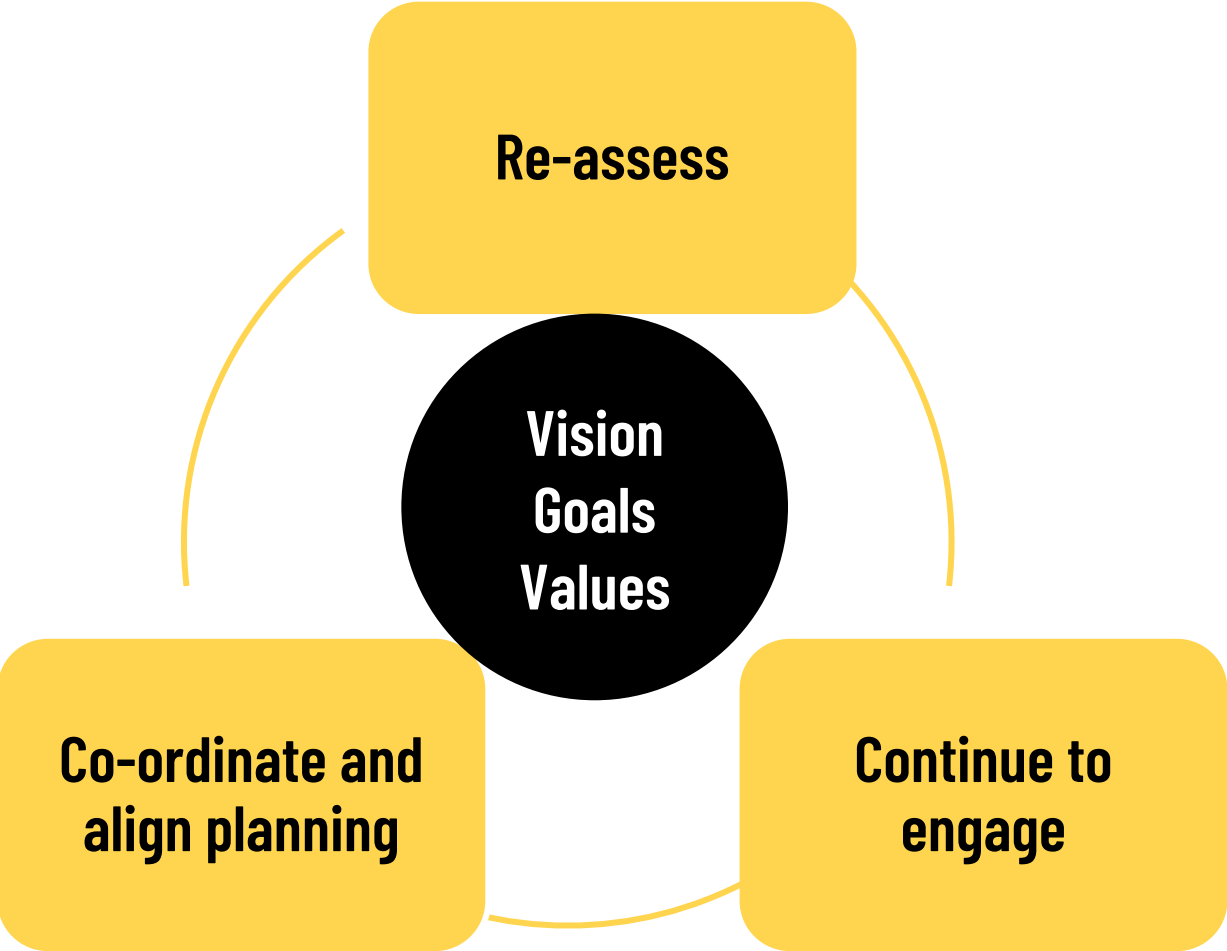 Re-assess
Vision
Goals
Values
Co-ordinate and
align planning
Continue to
engage